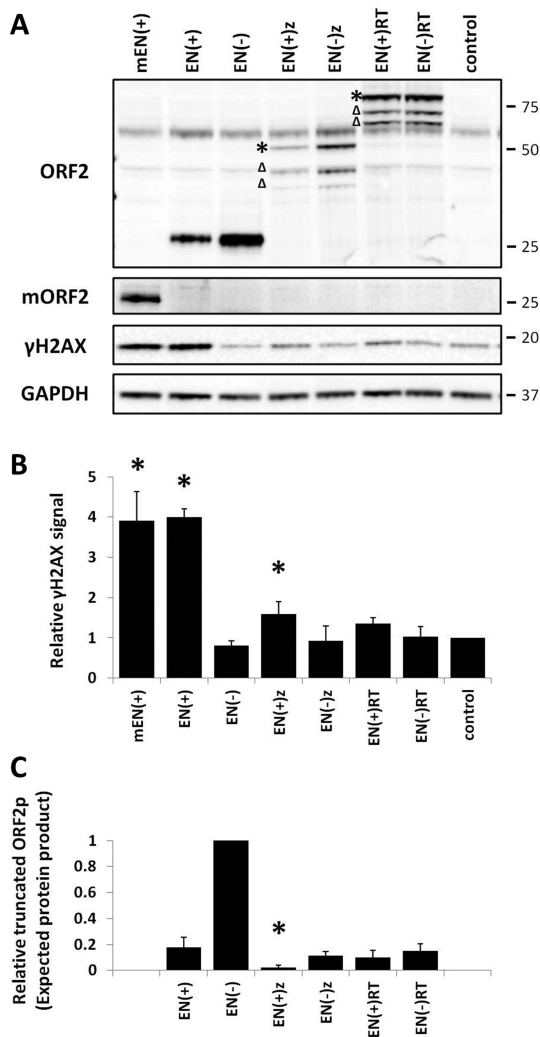 A
mEN(+) EN(+) EN(-) EN(+)z EN(-)z EN(+)RT EN(-)RT control
ORF2
* Δ Δ * Δ Δ
75
50
25
mORF2
25
γH2AX
20
GAPDH
37
B
Relative γH2AX signal
5
4
3
2
1
0
* * *
mEN(+) EN(+) EN(-) EN(+)z EN(-)z EN(+)RT EN(-)RT control
C
Relative truncated ORF2p
(Expected protein product)
1
0.8
0.6
0.4
0.2
0
*
EN(+) EN(-) EN(+)z EN(-)z EN(+)RT EN(-)RT